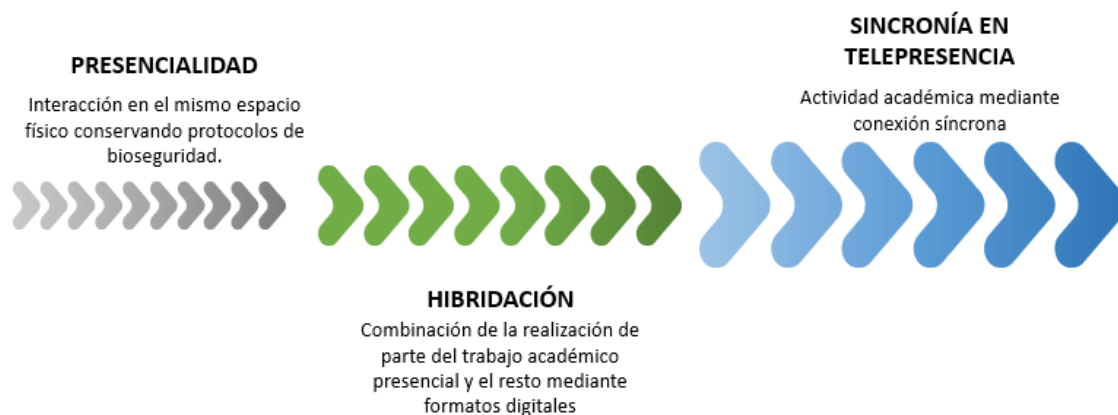 PRESENCIALIDAD
Interacción en el mismo espacio
físico conservando protocolos de
bioseguridad.
HIBRIDACIÓN
Combinación de la realización de
parte del trabajo académico
presencial y el resto mediante
formatos digitales
SINCRONÍA EN
TELEPRESENCIA
Actividad académica mediante
conexión síncrona